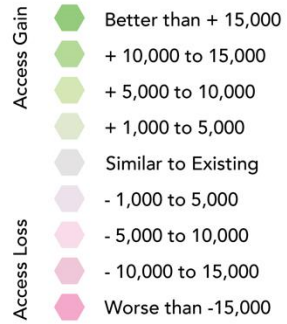 Access Gain
Better than + 15,000
+ 10,000 to 15,000
+ 5,000 to 10,000
+ 1,000 to 5,000
Similar to Existing
- 1,000 to 5,000
- 5,000 to 10,000
- 10,000 to 15,000
Worse than -15,000
Access Loss